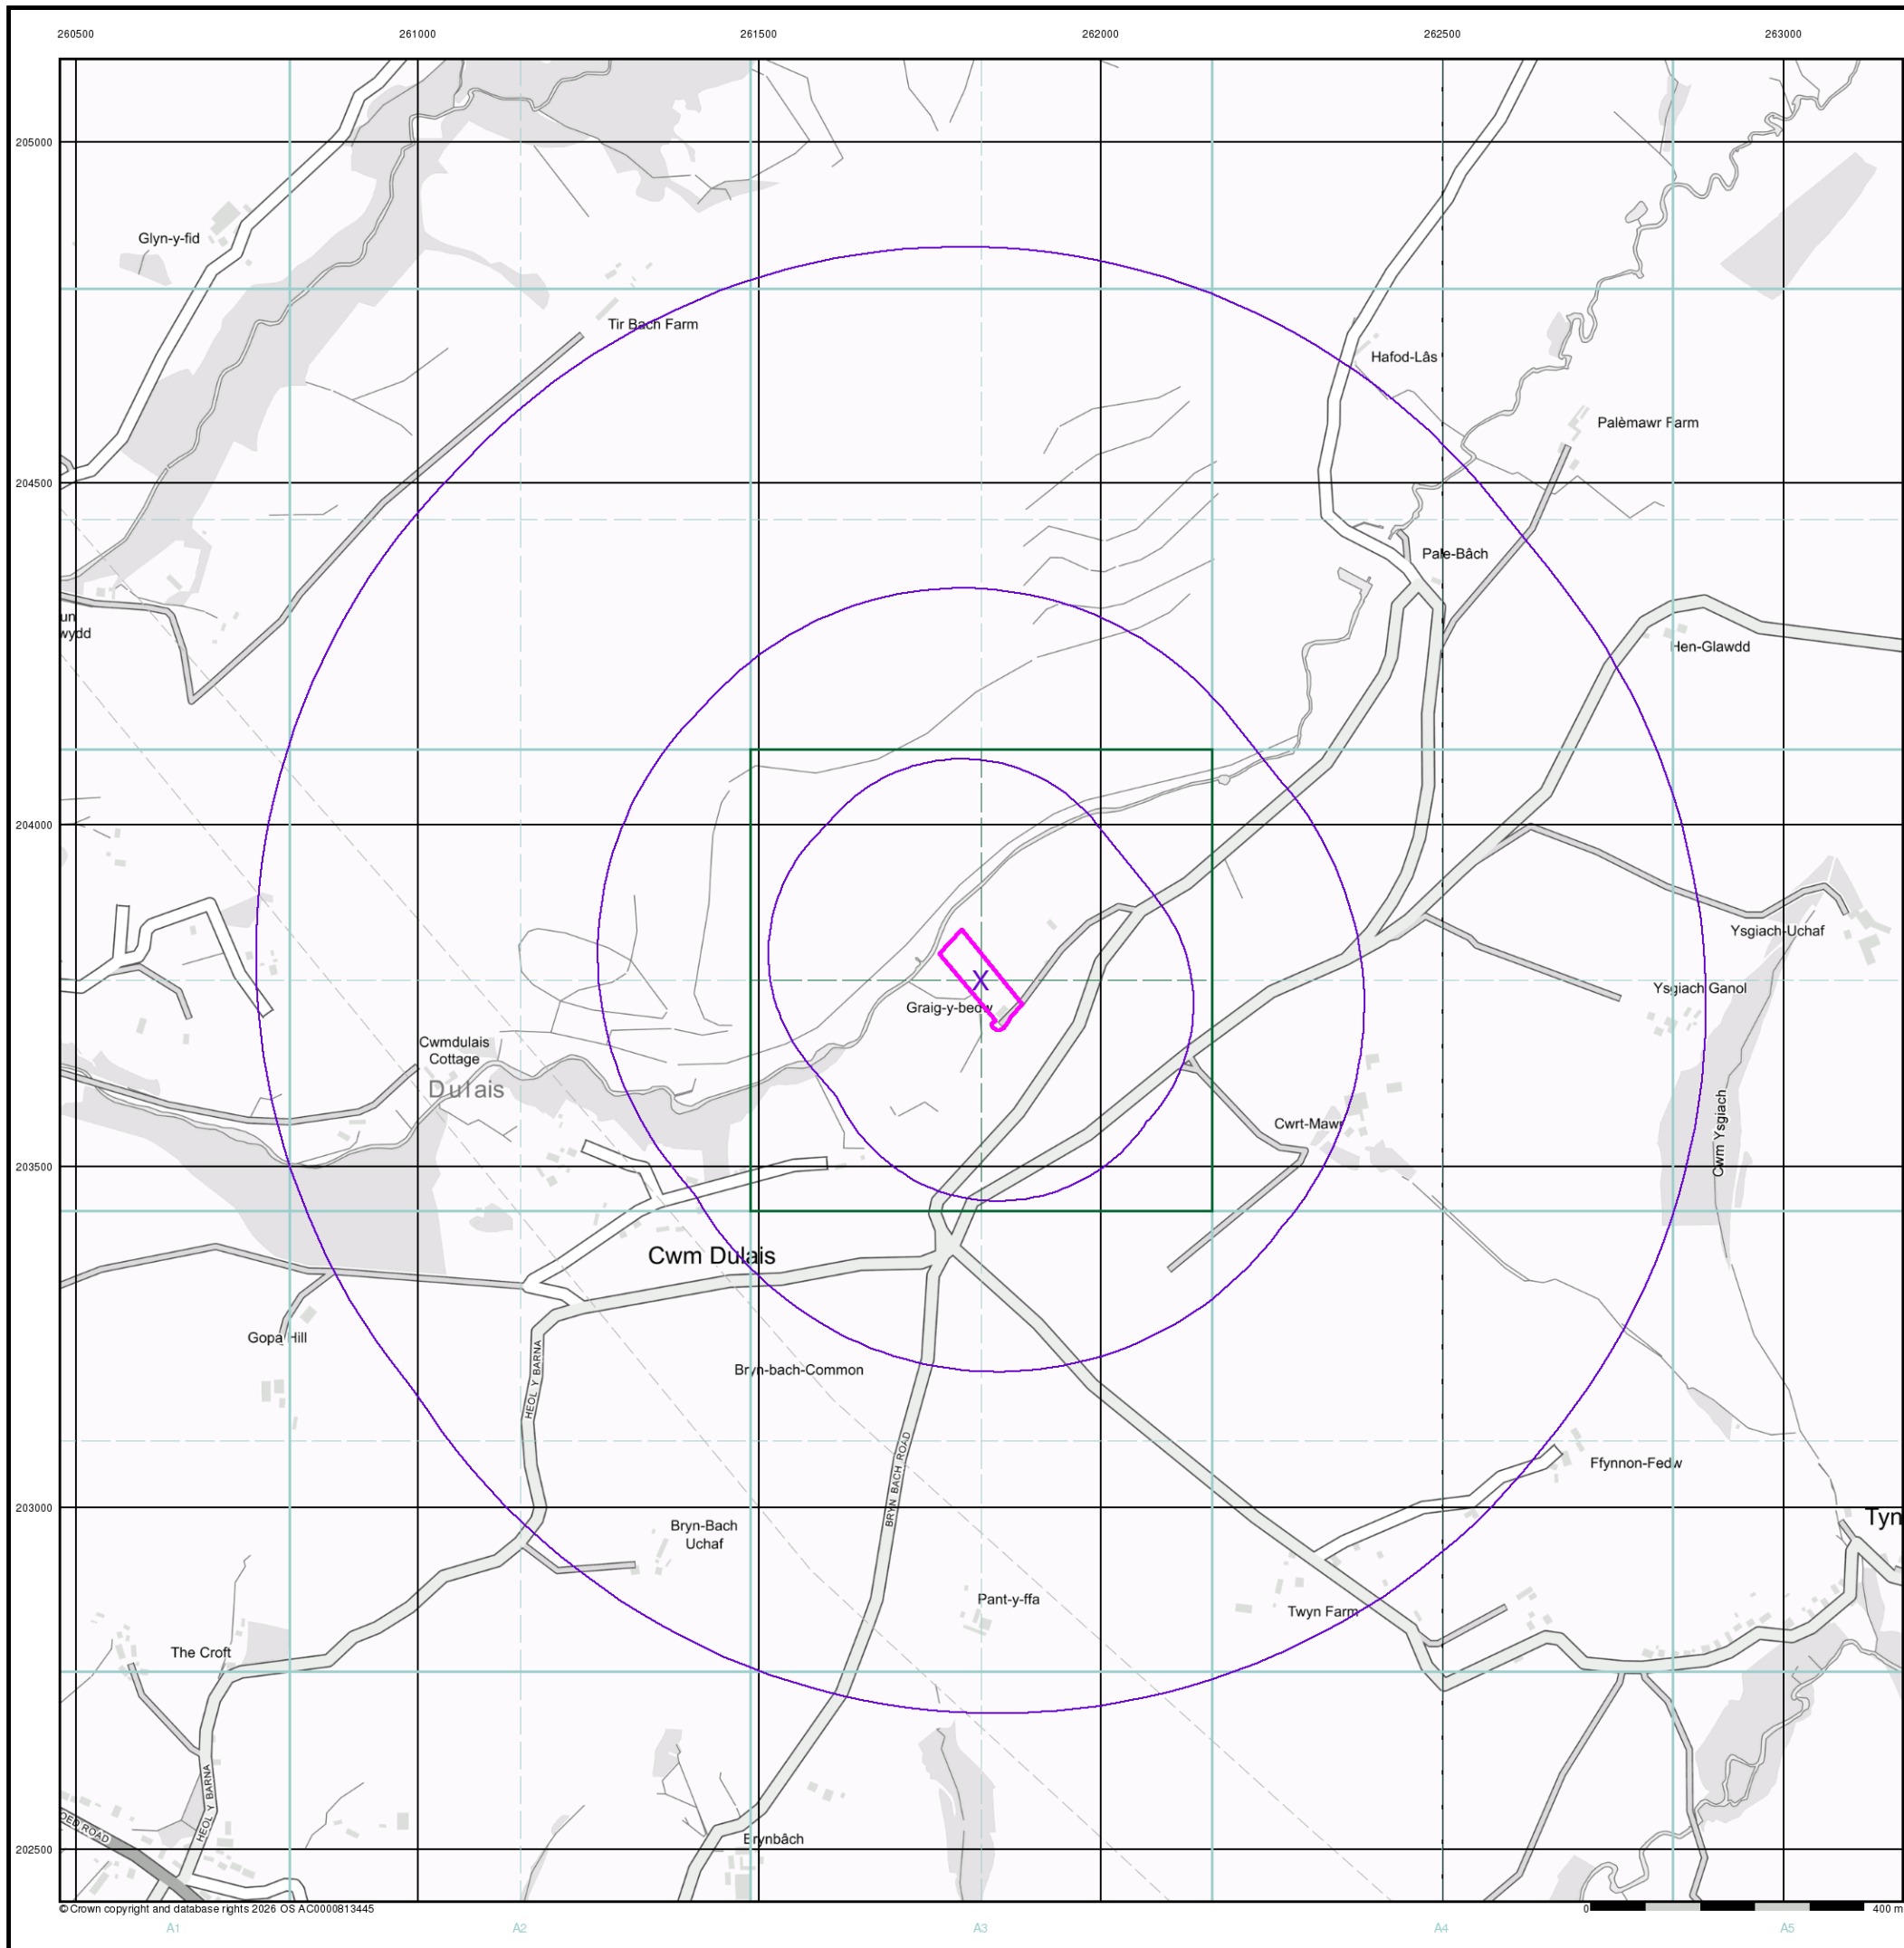 260500 261000 261500 262000 262500 263000
205000
Glyn-y-fid
Tir Bach Farm
Hafod-Lâs
Palèmawr Farm
204500
Pale-Bâch
un
wydd
Hen-Glawdd
204000
Ysgiach-Uchaf
X
Ysgiach Ganol
Graig-y-bedw
Cwmdulais
Cottage
Dulais
Cwrt-Mawr
Cwm Ysgiach
203500
Cwm Dulais
Gopa Hill
HEOL Y BARNA
Bryn-bach-Common
BRYN BACH ROAD
Ffynnon-Fedw
203000
Tyn
Bryn-Bach
Uchaf
Pant-y-ffa
Twyn Farm
The Croft
HEOL Y BARNA
ROAD
Brynbâch
202500
© Crown copyright and database rights 2026 OS AC0000813445
0 400 m
A1 A2 A3 A4 A5